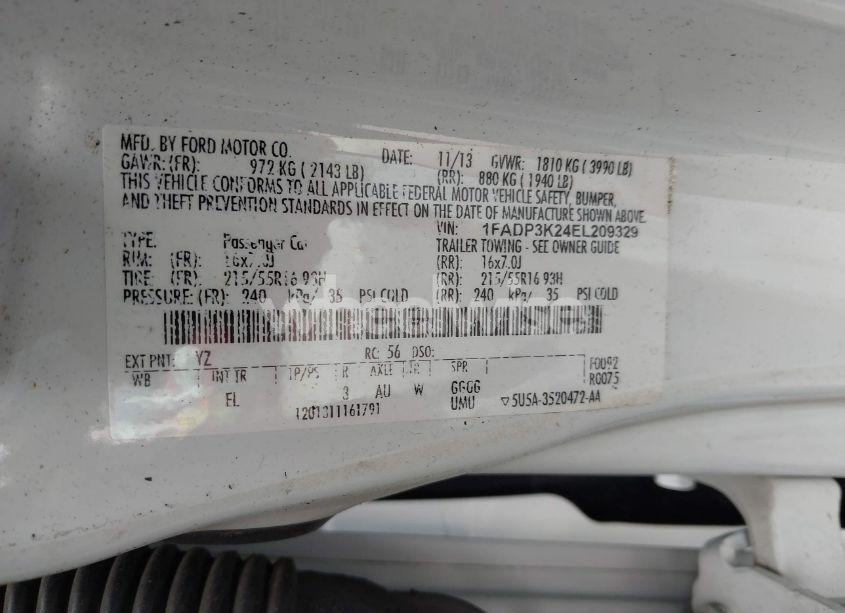 MFD. BY FORD MOTOR CO. DATE: 11/13 GVWR: 1810 KG ( 3990 LB)
GAWR:(FR): 972 KG ( 2143 LB) (RR): 880 KG ( 1940 LB)
THIS VEHICLE CONFORMS TO ALL APPLICABLE FEDERAL MOTOR VEHICLE SAFETY, BUMPER,
AND THEFT PREVENTION STANDARDS IN EFFECT ON THE DATE OF MANUFACTURE SHOWN ABOVE.
VIN: 1FADP3K24EL209329
TYPE: Passenger Car TRAILER TOWING - SEE OWNER GUIDE
RIM: (FR): 16x7.0J (RR): 16x7.0J
TIRE: (FR): 215/55R16 93H (RR): 215/55R16 93H
PRESSURE: (FR): 240 kPa/ 35 PSI COLD (RR): 240 kPa/ 35 PSI COLD
EXT PNT: YZ RC: 56 DSO: F0092
WB INT TR TP/PS R AXLE TR SPR R0075
EL 3 AU W GGGG
1201311161791 UMU ▽5U5A-3520472-AA